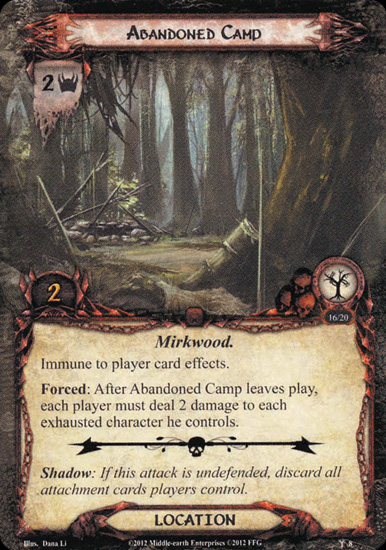 ABANDONED CAMP
2
2
16/20
Mirkwood.
Immune to player card effects.
Forced: After Abandoned Camp leaves play,
each player must deal 2 damage to each
exhausted character he controls.
Shadow: If this attack is undefended, discard all
attachment cards players control.
LOCATION
Illus. Dana Li ©2012 Middle-earth Enterprises ©2012 FFG 8